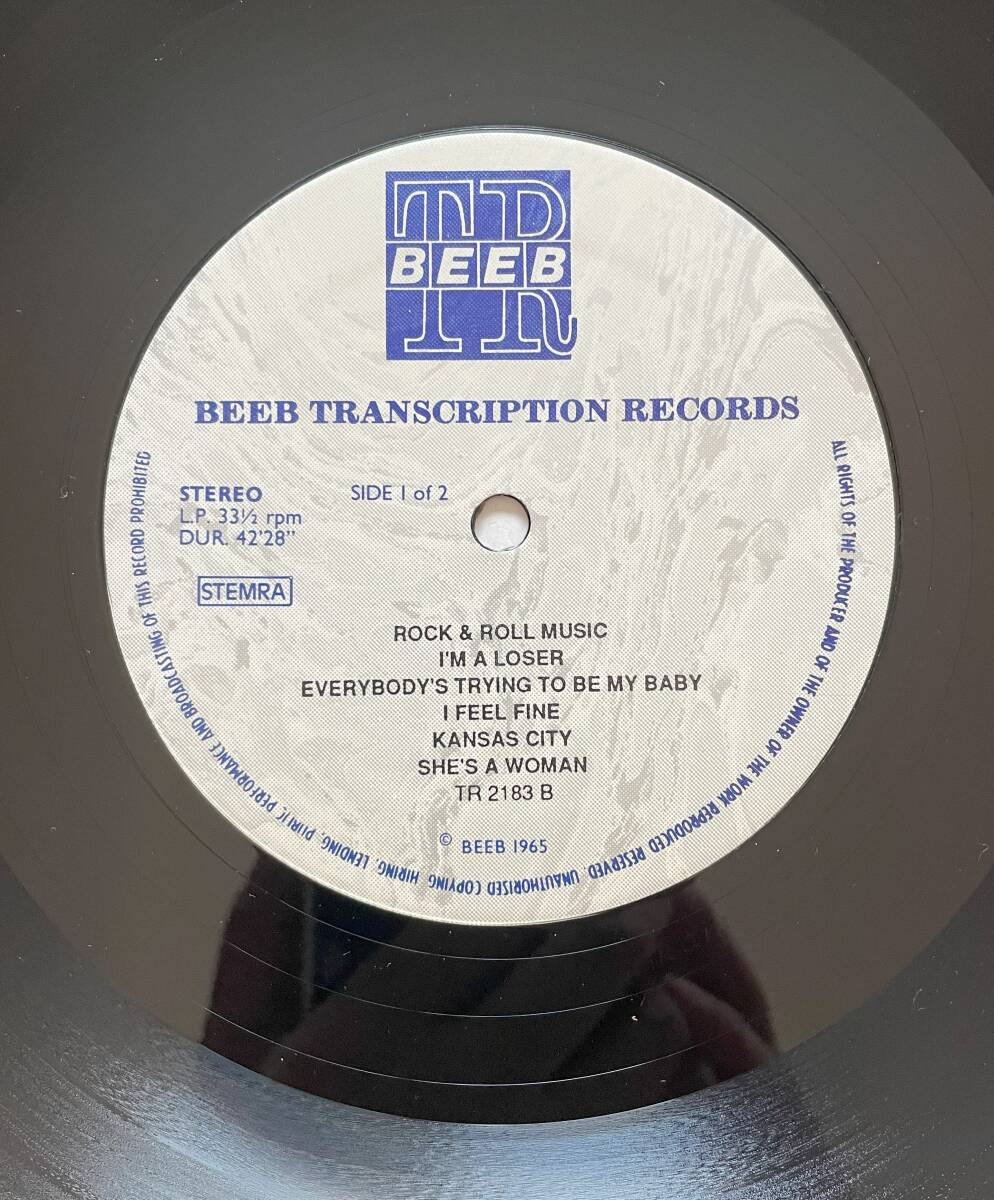 TR
BEEB
TR
BEEB TRANSCRIPTION RECORDS
STEREO
SIDE 1 of 2
L.P. 33½ rpm
DUR. 42'28"
STEMRA
ROCK & ROLL MUSIC
I'M A LOSER
EVERYBODY'S TRYING TO BE MY BABY
I FEEL FINE
KANSAS CITY
SHE'S A WOMAN
TR 2183 B
© BEEB 1965
ALL RIGHTS OF THE PRODUCER AND OF THE OWNER OF THE WORK REPRODUCED RESERVED. UNAUTHORISED COPYING, HIRING, LENDING, PUBLIC PERFORMANCE AND BROADCASTING OF THIS RECORD PROHIBITED